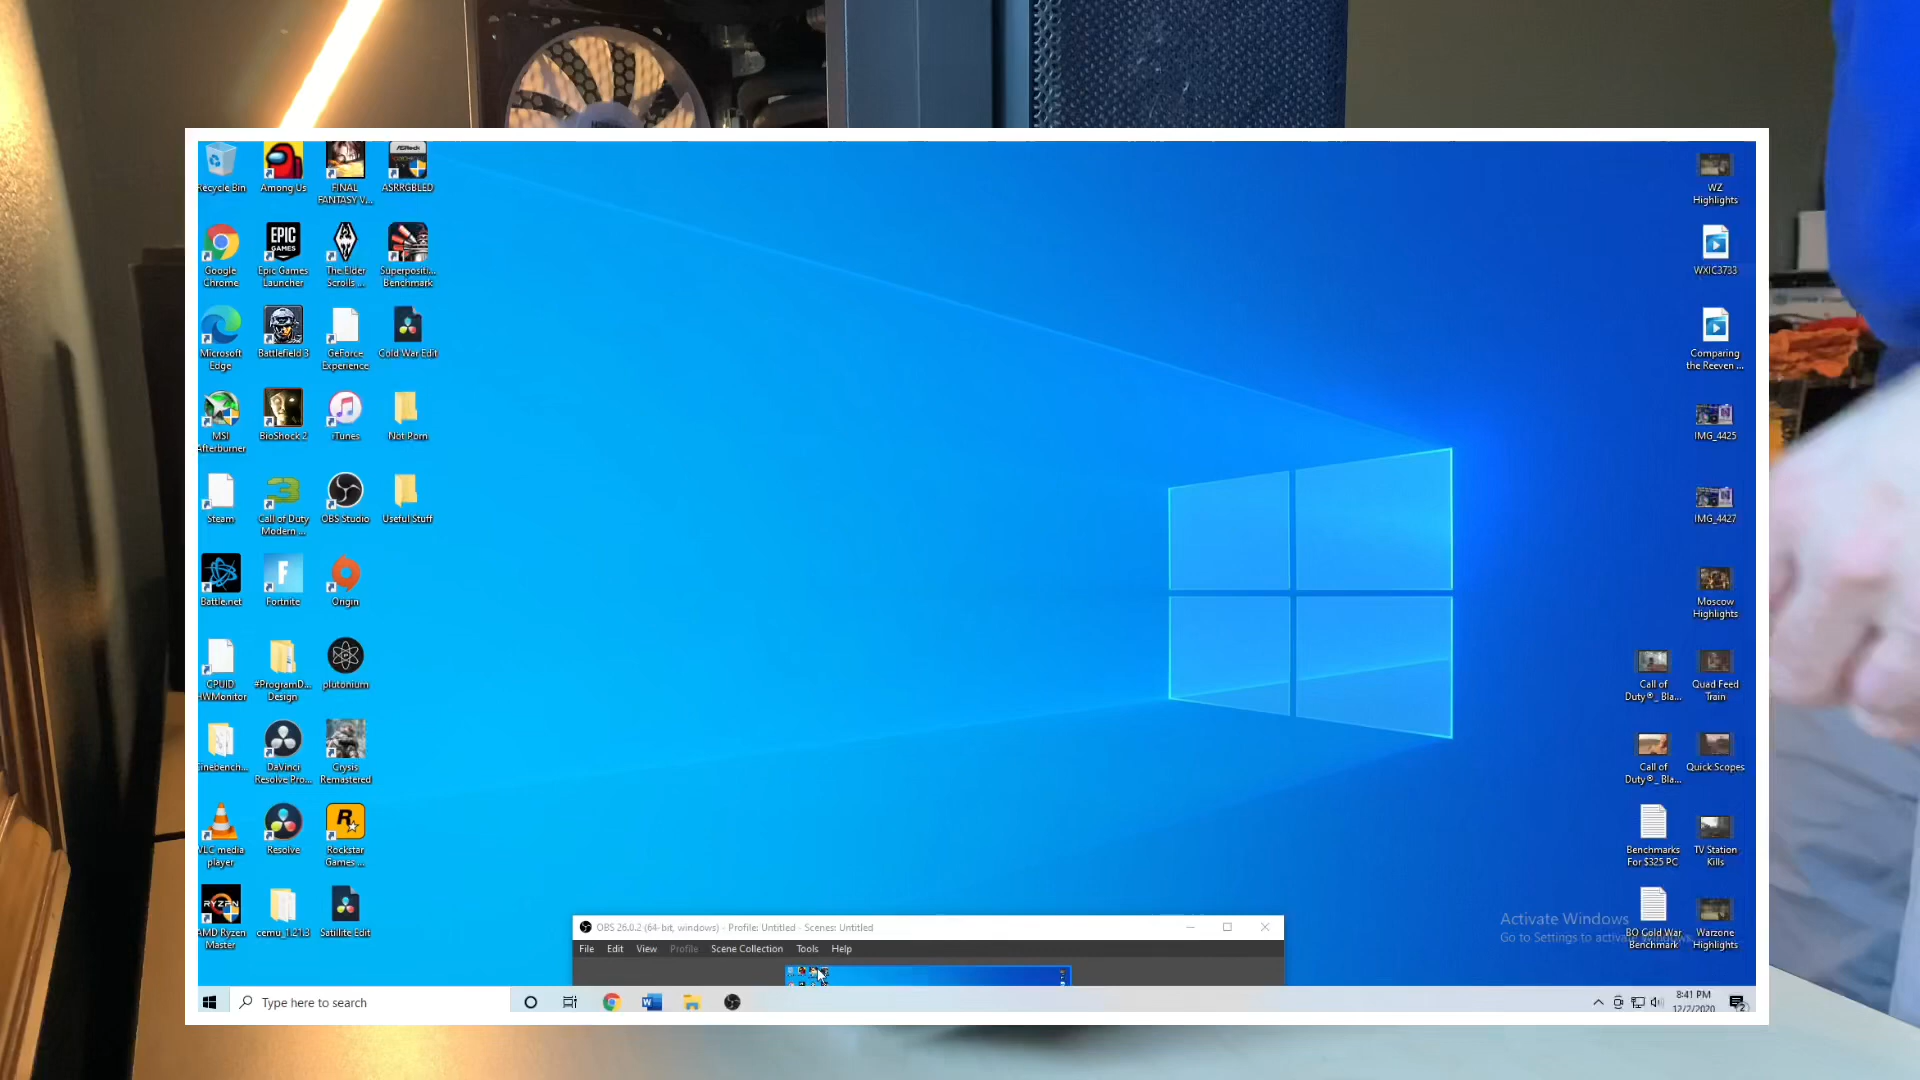 Recycle Bin
Among Us
FINAL
FANTASY V...
ASRock
ASRRGBLED
Google
Chrome
EPIC
GAMES
Epic Games
Launcher
The Elder
Scrolls ...
Superpositi...
Benchmark
Microsoft
Edge
Battlefield 3
GeForce
Experience
Cold War Edit
MSI
Afterburner
BioShock 2
iTunes
Not Porn
Steam
3
Call of Duty
Modern ...
OBS Studio
Useful Stuff
Battle.net
F
Fortnite
Origin
CPUID
HWMonitor
#ProgramD...
Design
plutonium
Cinebench...
DaVinci
Resolve Pro...
Crysis
Remastered
VLC media
player
Resolve
R
Rockstar
Games ...
RYZEN
AMD Ryzen
Master
cemu_1.21.3
Satillite Edit
WZ
Highlights
WXIC3733
Comparing
the Reeven ...
IMG_4425
IMG_4427
Moscow
Highlights
Call of
Duty®_ Bla...
Quad Feed
Train
Call of
Duty®_ Bla...
Quick Scopes
Benchmarks
For $325 PC
TV Station
Kills
BO Cold War
Benchmark
Warzone
Highlights
Activate Windows
Go to Settings to activate Windows.
OBS 26.0.2 (64-bit, windows) - Profile: Untitled - Scenes: Untitled
File Edit View Profile Scene Collection Tools Help
Type here to search
W
8:41 PM
12/2/2020
2